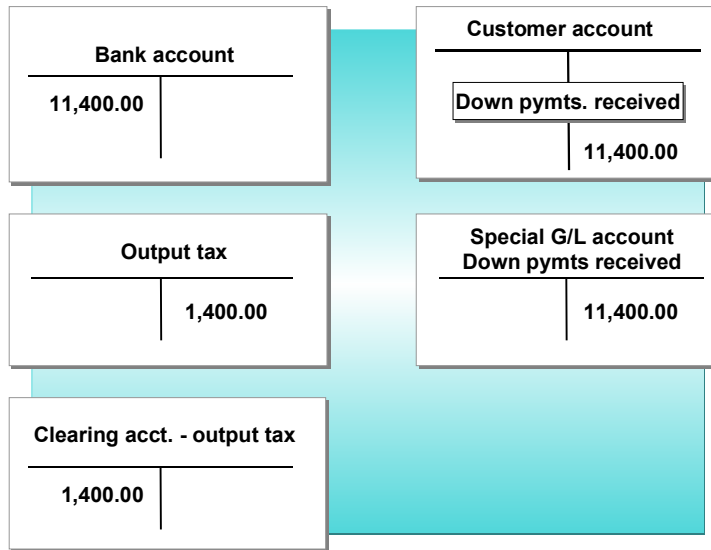 Bank account
11,400.00
Customer account
Down pymts. received
11,400.00
Output tax
1,400.00
Special G/L account
Down pymts received
11,400.00
Clearing acct. - output tax
1,400.00